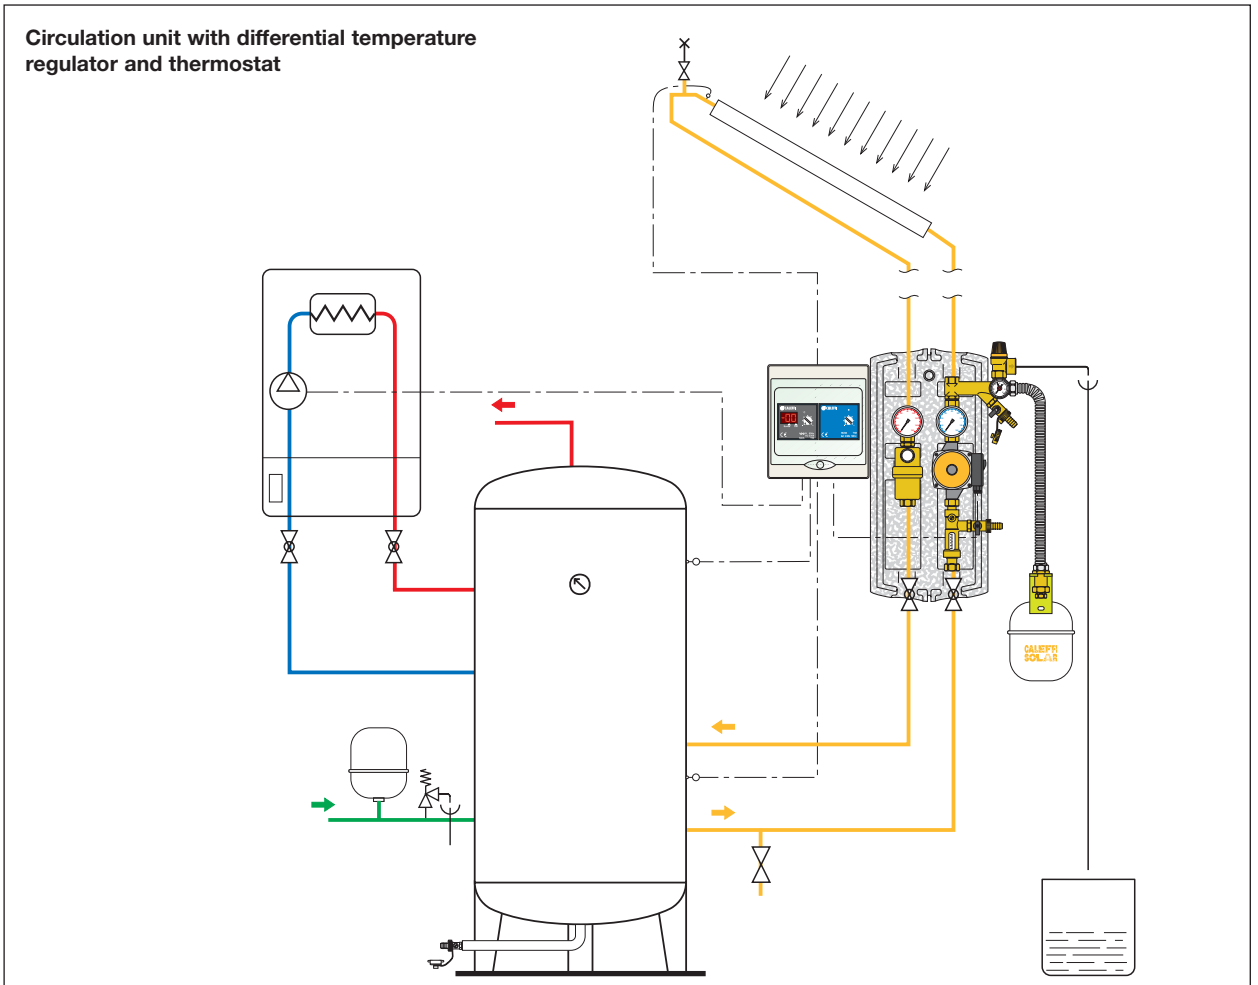 Circulation unit with differential temperature
regulator and thermostat
CALEFFI
SOLAR